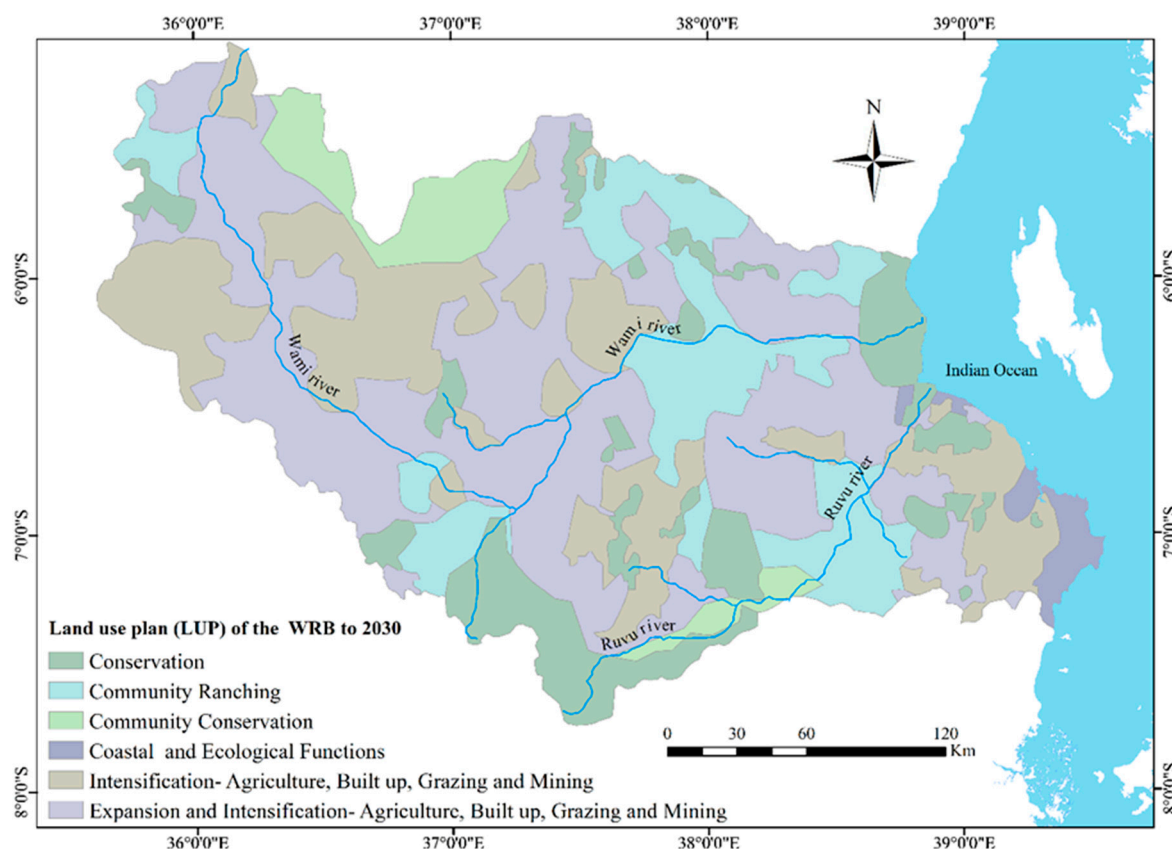 36°0'0"E 37°0'0"E 38°0'0"E 39°0'0"E
N
6°0'0"S
6°0'0"S
Wami river
Wami river
Indian Ocean
Ruvu river
7°0'0"S
7°0'0"S
Ruvu river
Land use plan (LUP) of the WRB to 2030
Conservation
Community Ranching
Community Conservation
Coastal and Ecological Functions
Intensification- Agriculture, Built up, Grazing and Mining
Expansion and Intensification- Agriculture, Built up, Grazing and Mining
0 30 60 120
Km
8°0'0"S
8°0'0"S
36°0'0"E 37°0'0"E 38°0'0"E 39°0'0"E